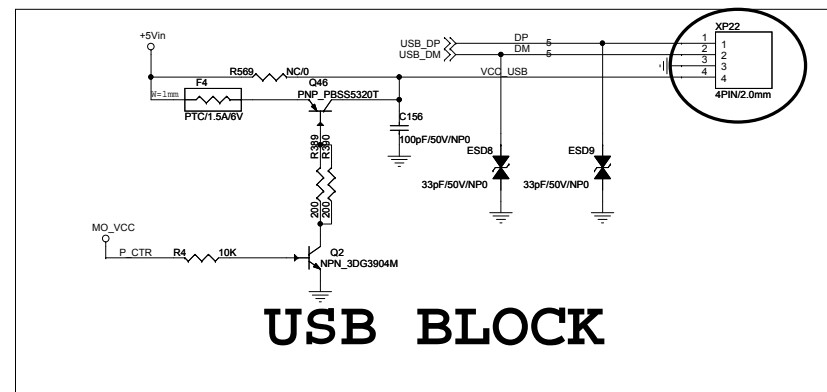 +5Vin
R569
NC/0
F4
W=1mm
PTC/1.5A/6V
Q46
PNP_PBSS5320T
C156
100pF/50V/NP0
R389
R390
200
200
MO_VCC
P_CTR
R4
10K
Q2
NPN_3DG3904M
USB_DP
USB_DM
DP
5
DM
5
VCC_USB
ESD8
33pF/50V/NP0
ESD9
33pF/50V/NP0
XP22
1
2
3
4
1
2
3
4
4PIN/2.0mm
USB BLOCK